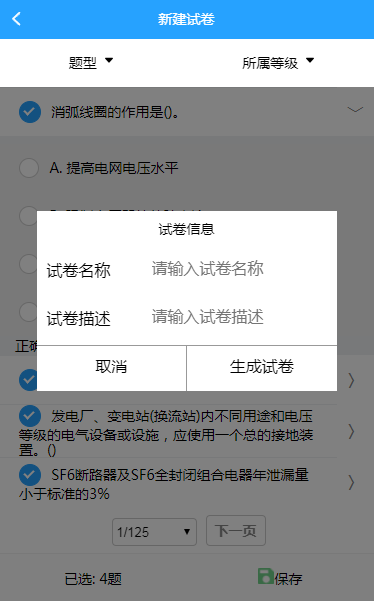 新建试卷
题型 所属等级
消弧线圈的作用是()。
A. 提高电网电压水平
试卷信息
试卷名称 请输入试卷名称
试卷描述 请输入试卷描述
正确
取消 生成试卷
发电厂、变电站(换流站)内不同用途和电压
等级的电气设备或设施，应使用一个总的接地装
置。()
SF6断路器及SF6全封闭组合电器年泄漏量
小于标准的3%
1/125 下一页
已选: 4题 保存